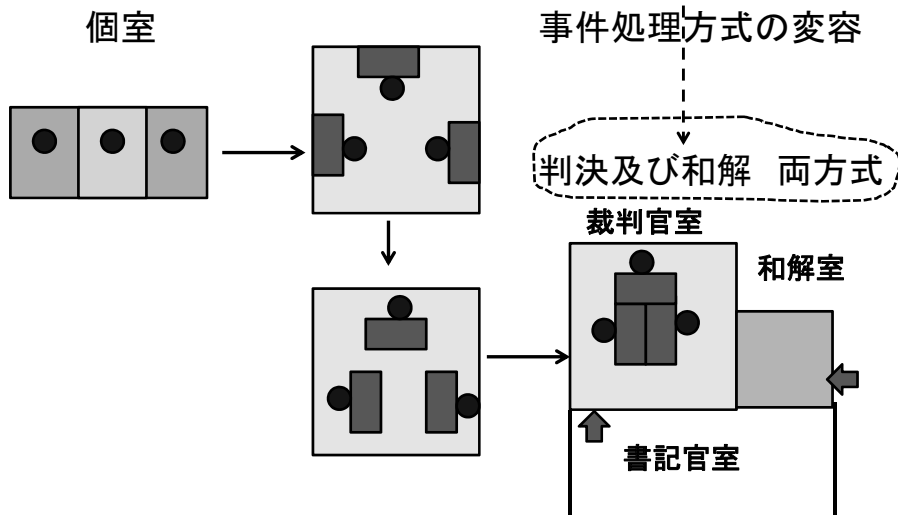 個室
事件処理方式の変容
判決及び和解　両方式
裁判官室
和解室
書記官室